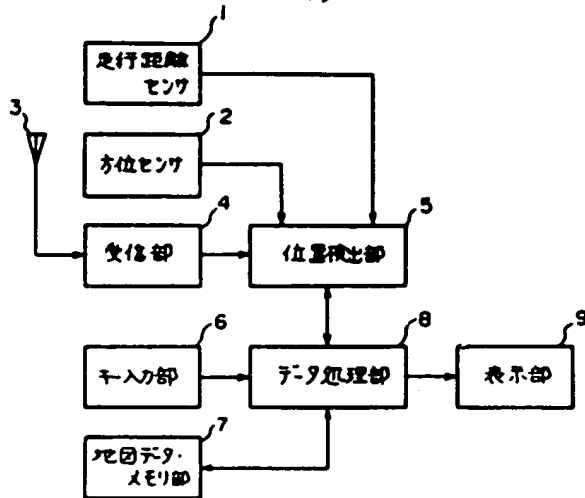 1
走行距離
センサ
3
2
方位センサ
4
受信部
5
位置検出部
6
キー入力部
8
データ処理部
9
表示部
7
地図データ・
メモリ部